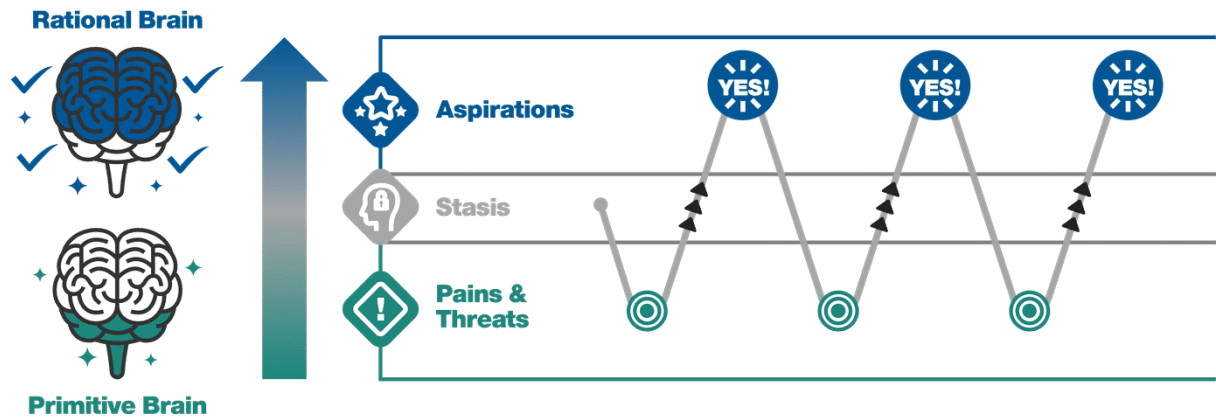 Rational Brain
Aspirations
YES!
YES!
YES!
Stasis
Pains &
Threats
Primitive Brain